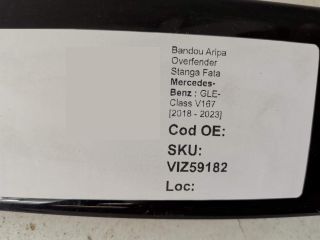 Bandou Aripa
Overfender
Stanga Fata
Mercedes-
Benz : GLE-
Class V167
[2018 - 2023]
Cod OE:
SKU:
VIZ59182
Loc: